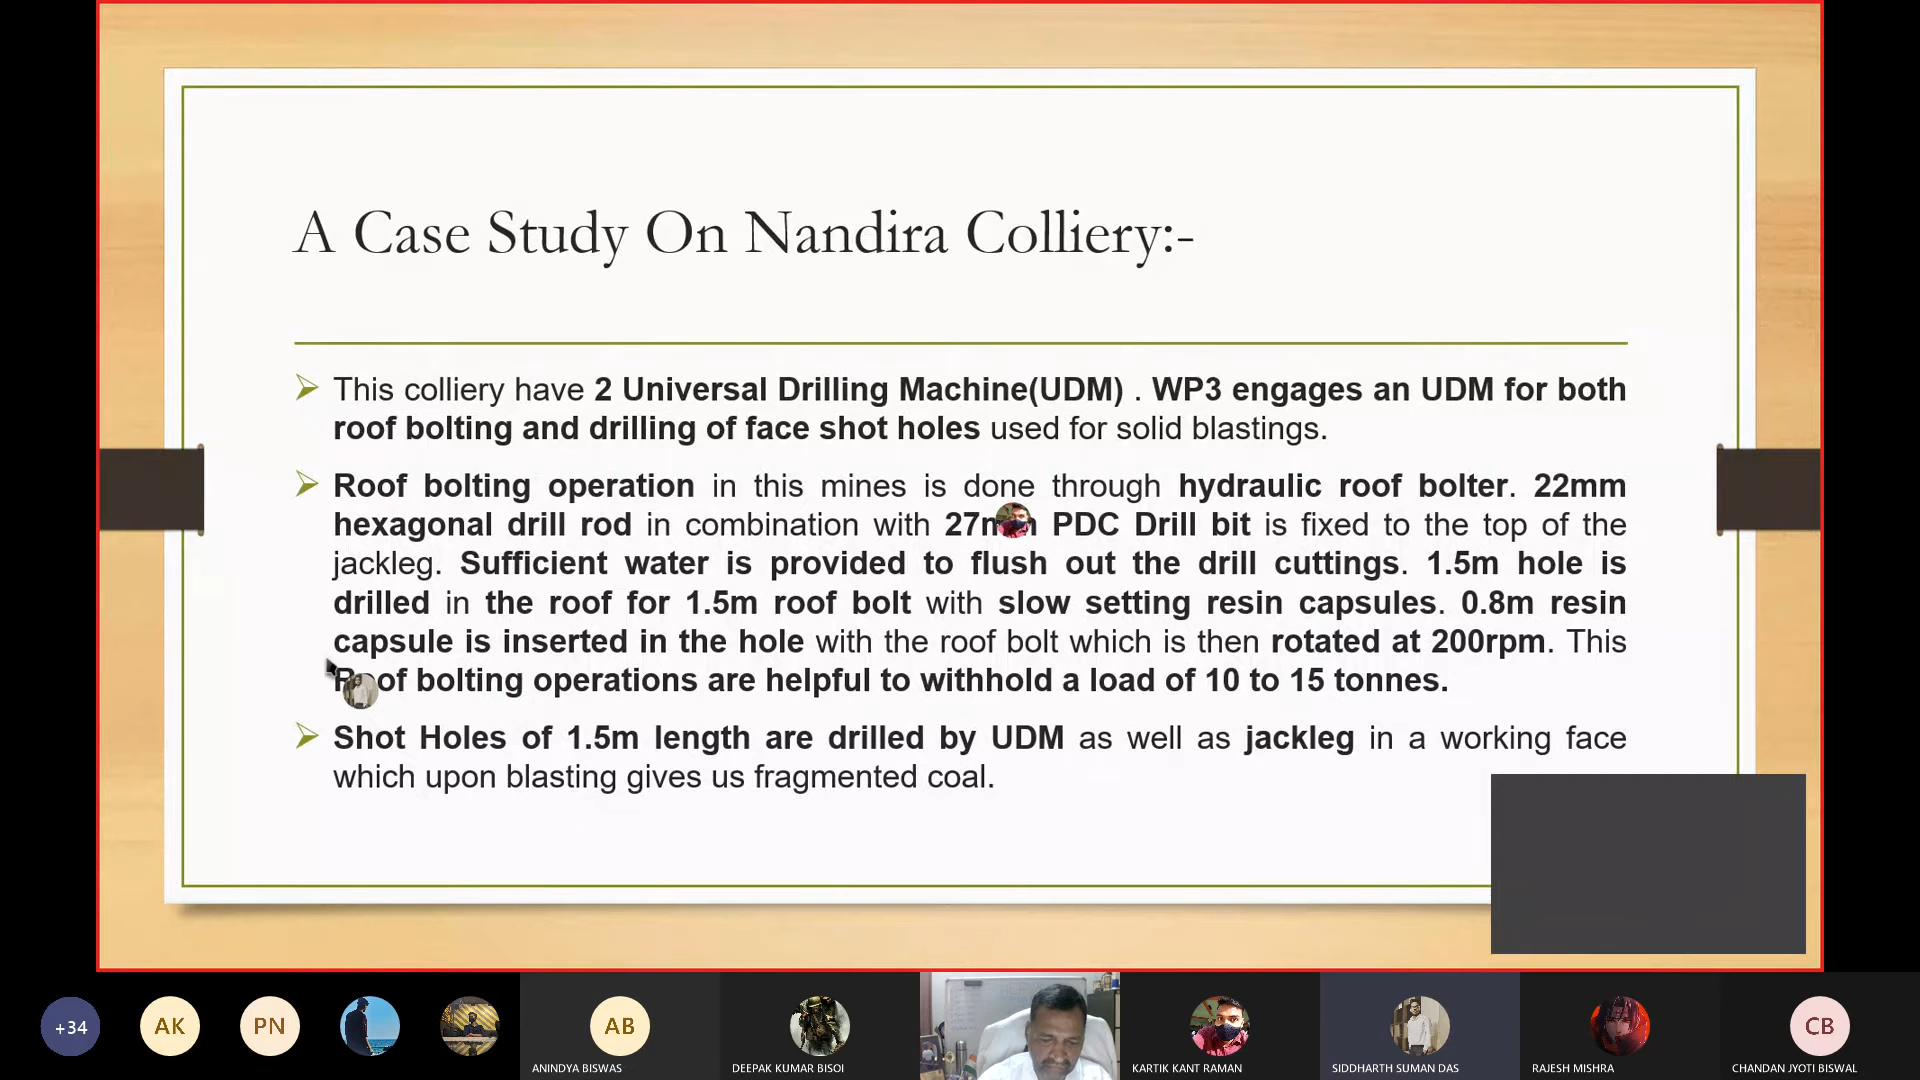 A Case Study On Nandira Colliery:-
This colliery have 2 Universal Drilling Machine(UDM) . WP3 engages an UDM for both
roof bolting and drilling of face shot holes used for solid blastings.
Roof bolting operation in this mines is done through hydraulic roof bolter. 22mm
hexagonal drill rod in combination with PDC Drill bit is fixed to the top of the
jackleg. Sufficient water is provided to flush out the drill cuttings. 1.5m hole is
drilled in the roof for 1.5m roof bolt with slow setting resin capsules. 0.8m resin
capsule is inserted in the hole with the roof bolt which is then rotated at 200rpm. This
Roof bolting operations are helpful to withhold a load of 10 to 15 tonnes.
Shot Holes of 1.5m length are drilled by UDM as well as jackleg in a working face
which upon blasting gives us fragmented coal.
+34
AK
PN
AB
CB
ANINDYA BISWAS
DEEPAK KUMAR BISOI
KARTIK KANT RAMAN
SIDDHARTH SUMAN DAS
RAJESH MISHRA
CHANDAN JYOTI BISWAL